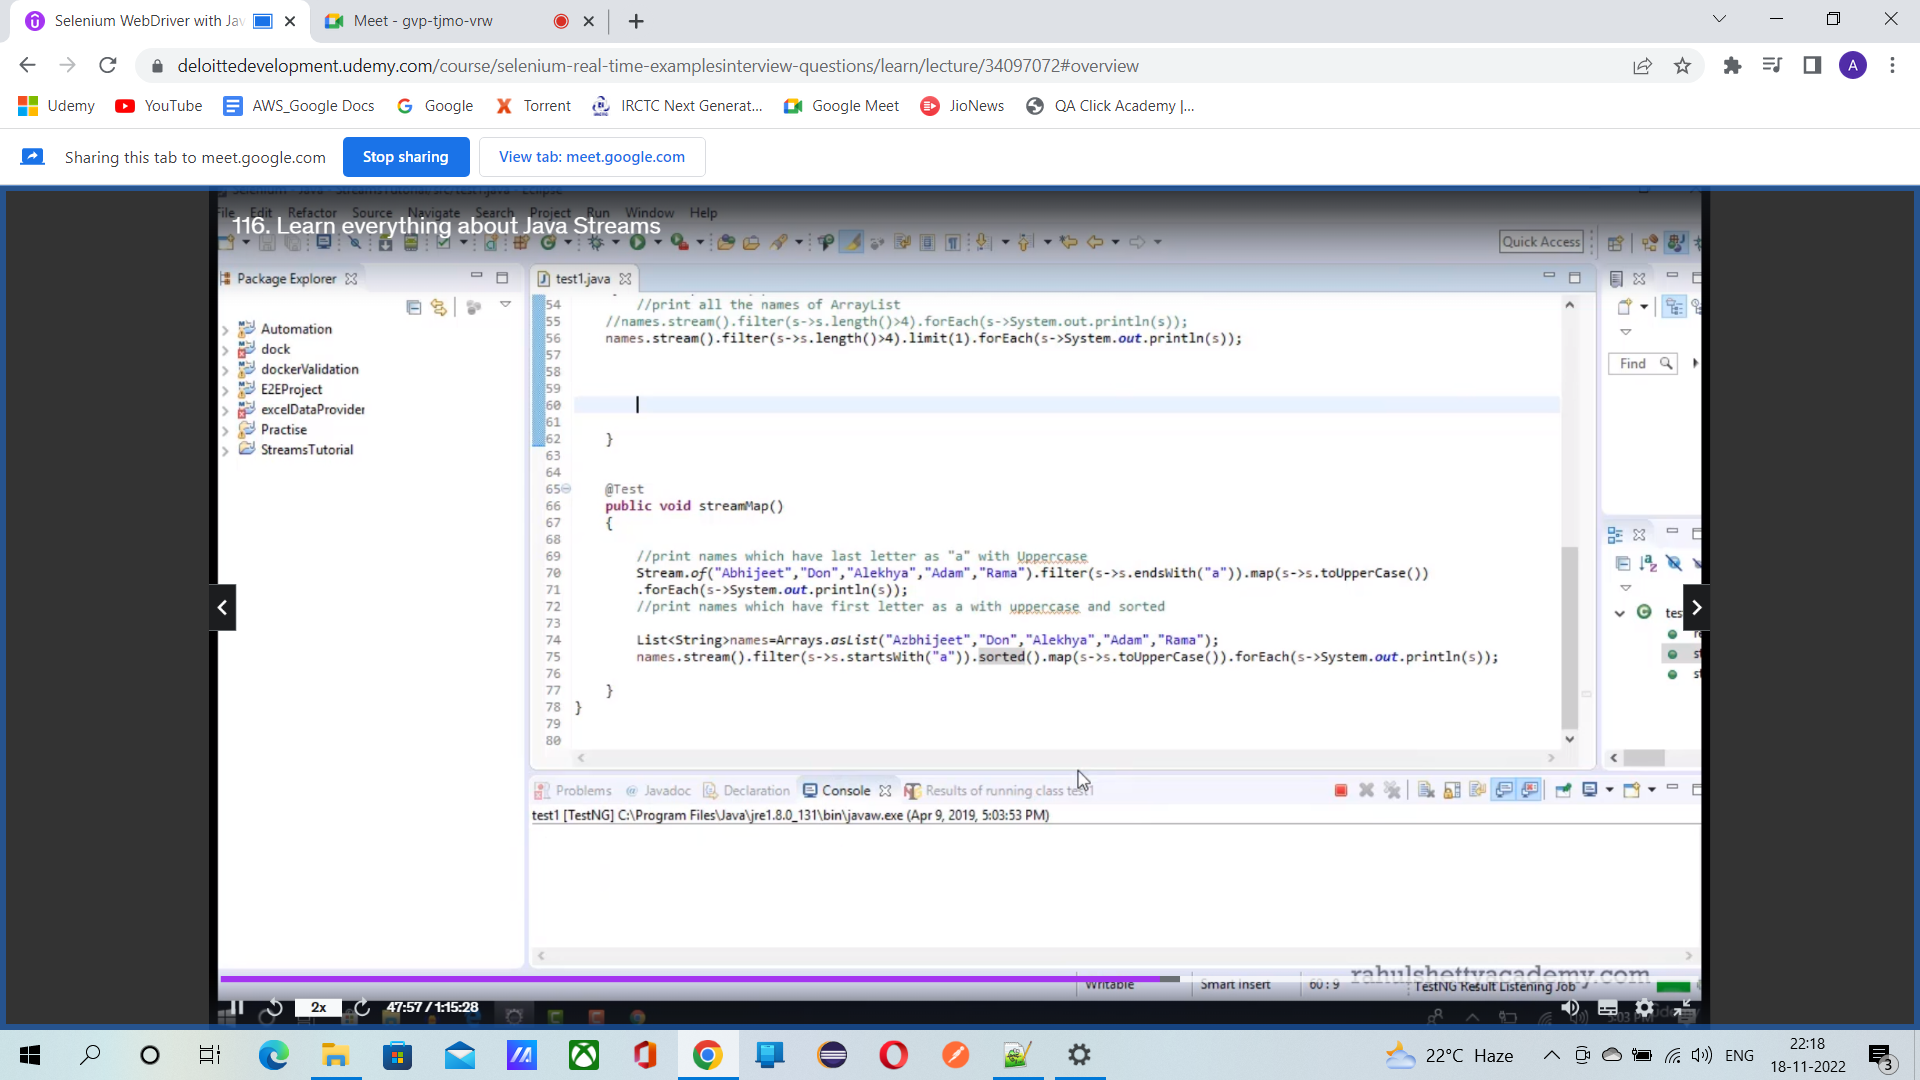 Selenium WebDriver with Jav
Meet - gvp-tjmo-vrw
deloittedevelopment.udemy.com/course/selenium-real-time-examplesinterview-questions/learn/lecture/34097072#overview
A
Udemy
YouTube
AWS_Google Docs
Google
Torrent
IRCTC Next Generat...
Google Meet
JioNews
QA Click Academy |...
Sharing this tab to meet.google.com
Stop sharing
View tab: meet.google.com
File Edit Refactor Source Navigate Search Project Run Window Help
116. Learn everything about Java Streams
Quick Access
Package Explorer
test1.java
Automation
dock
dockerValidation
E2EProject
excelDataProvider
Practise
StreamsTutorial
54 //print all the names of ArrayList
55 //names.stream().filter(s->s.length()>4).forEach(s->System.out.println(s));
56 names.stream().filter(s->s.length()>4).limit(1).forEach(s->System.out.println(s));
57
58
59
60
61
62 }
63
64
65 @Test
66 public void streamMap()
67 {
68
69 //print names which have last letter as "a" with Uppercase
70 Stream.of("Abhijeet","Don","Alekhya","Adam","Rama").filter(s->s.endsWith("a")).map(s->s.toUpperCase())
71 .forEach(s->System.out.println(s));
72 //print names which have first letter as a with uppercase and sorted
73
74 List<String>names=Arrays.asList("Azbhijeet","Don","Alekhya","Adam","Rama");
75 names.stream().filter(s->s.startsWith("a")).sorted().map(s->s.toUpperCase()).forEach(s->System.out.println(s));
76
77 }
78 }
79
80
Find
tes
Problems
Javadoc
Declaration
Console
Results of running class test1
test1 [TestNG] C:\Program Files\Java\jre1.8.0_131\bin\javaw.exe (Apr 9, 2019, 5:03:53 PM)
rahulshettyacademy.com
Writable
Smart Insert
60 : 9
TestNG Result Listening Job
2x
47:57 / 1:15:28
5:03 PM
22°C Haze
ENG
22:18
18-11-2022
3